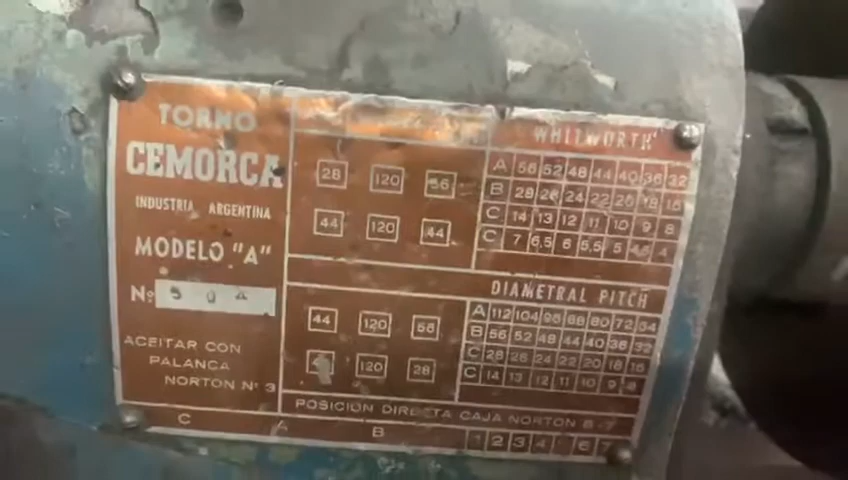 TORNO
CEMORCA
INDUSTRIA ARGENTINA
MODELO "A"
Nº 504
ACEITAR CON
PALANCA
NORTON Nº 3
28 120 56
44 120 44
WHITWORTH
A 56 52 48 44 40 36 32
B 28 26 24 22 20 18 16
C 14 13 12 11 10 9 8
C 7 6,5 6 5,5 5 4,5 4
44 120 56
120 28
DIAMETRAL PITCH
A 112 104 96 88 80 72 64
B 56 52 48 44 40 36 32
C 28 26 24 22 20 18 16
C 14 13 12 11 10 9 8
POSICION DIRECTA CAJA NORTON B-7
C A B 1 2 3 4 6 7